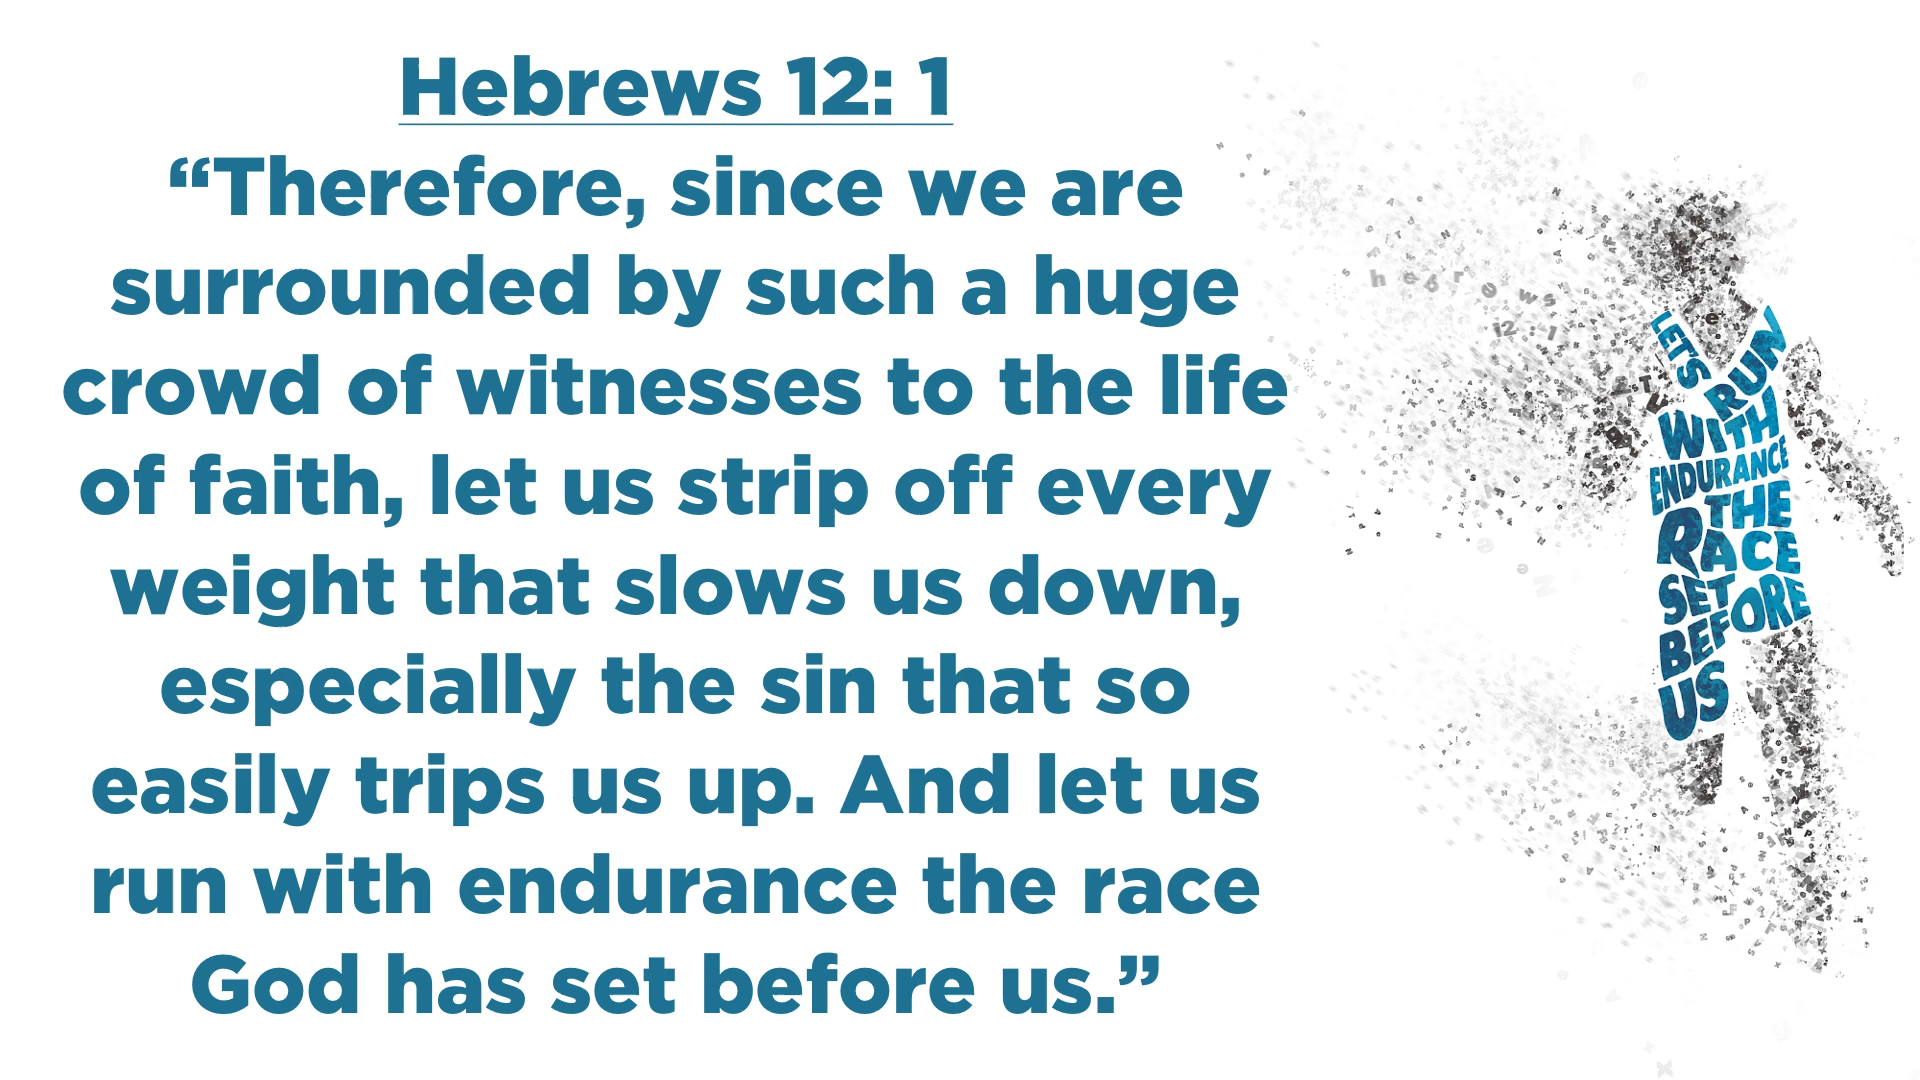 Hebrews 12: 1
“Therefore, since we are
surrounded by such a huge
crowd of witnesses to the life
of faith, let us strip off every
weight that slows us down,
especially the sin that so
easily trips us up. And let us
run with endurance the race
God has set before us.”
hebrews
12:1
LET'S RUN
WITH
ENDURANCE
THE
RACE
SET
BEFORE
US